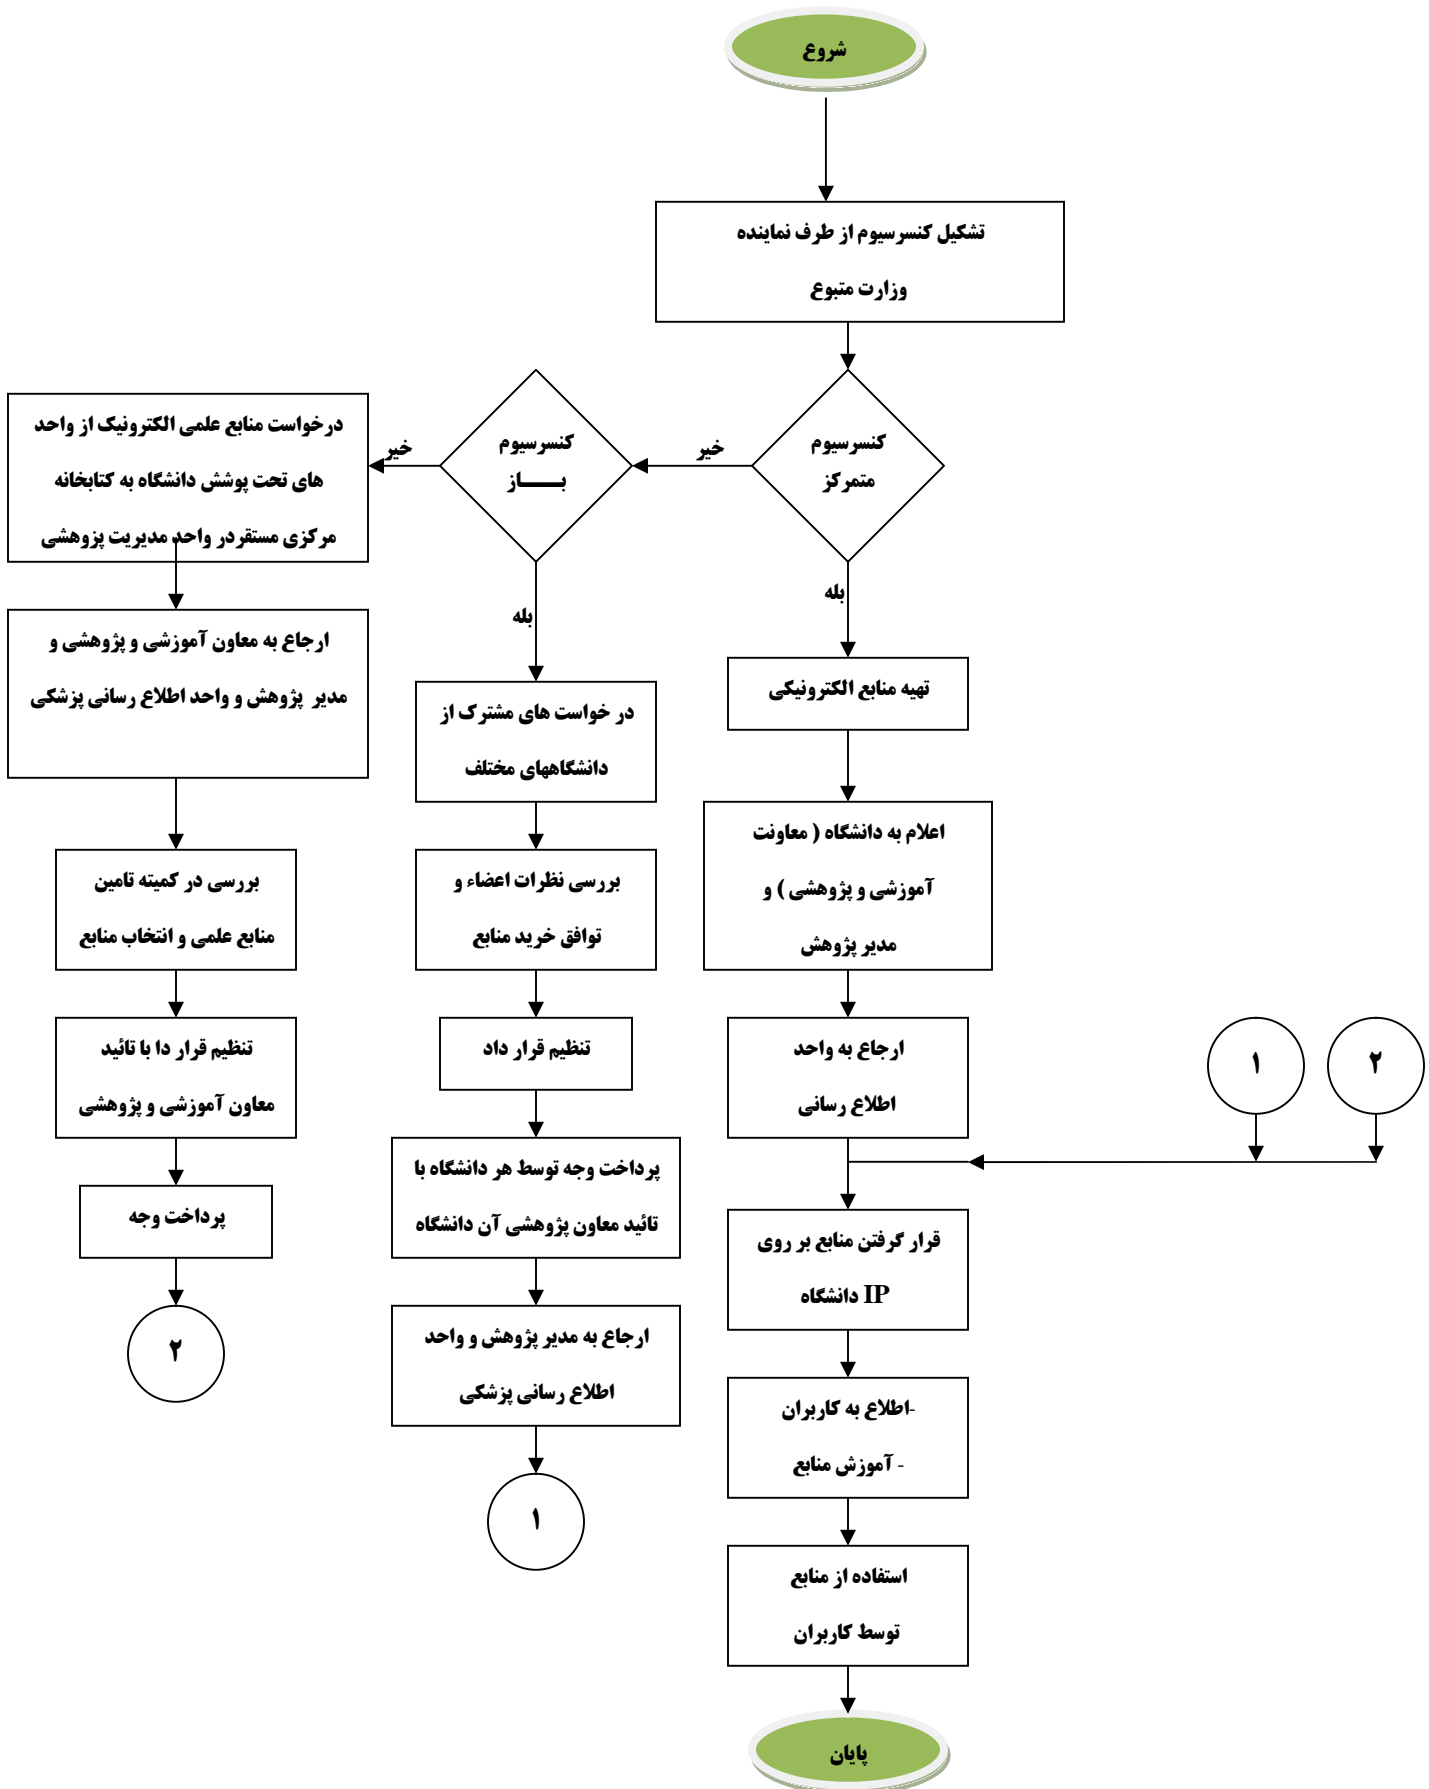 شروع
تشکیل کنسرسیوم از طرف نماینده
وزارت متبوع
کنسرسیوم
متمرکز
خیر
بله
کنسرسیوم
بـــــاز
خیر
بله
درخواست منابع علمی الکترونیک از واحد
های تحت پوشش دانشگاه به کتابخانه
مرکزی مستقردر واحد مدیریت پزوهشی
ارجاع به معاون آموزشی و پژوهشی و
مدیر پژوهش و واحد اطلاع رسانی پزشکی
بررسی در کمیته تامین
منابع علمی و انتخاب منابع
تنظیم قرار دا با تائید
معاون آموزشی و پژوهشی
پرداخت وجه
۲
در خواست های مشترک از
دانشگاههای مختلف
بررسی نظرات اعضاء و
توافق خرید منابع
تنظیم قرار داد
پرداخت وجه توسط هر دانشگاه با
تائید معاون پژوهشی آن دانشگاه
ارجاع به مدیر پژوهش و واحد
اطلاع رسانی پزشکی
۱
تهیه منابع الکترونیکی
اعلام به دانشگاه ( معاونت
آموزشی و پژوهشی ) و
مدیر پژوهش
ارجاع به واحد
اطلاع رسانی
۱
۲
قرار گرفتن منابع بر روی
IP دانشگاه
-اطلاع به کاربران
- آموزش منابع
استفاده از منابع
توسط کاربران
پایان